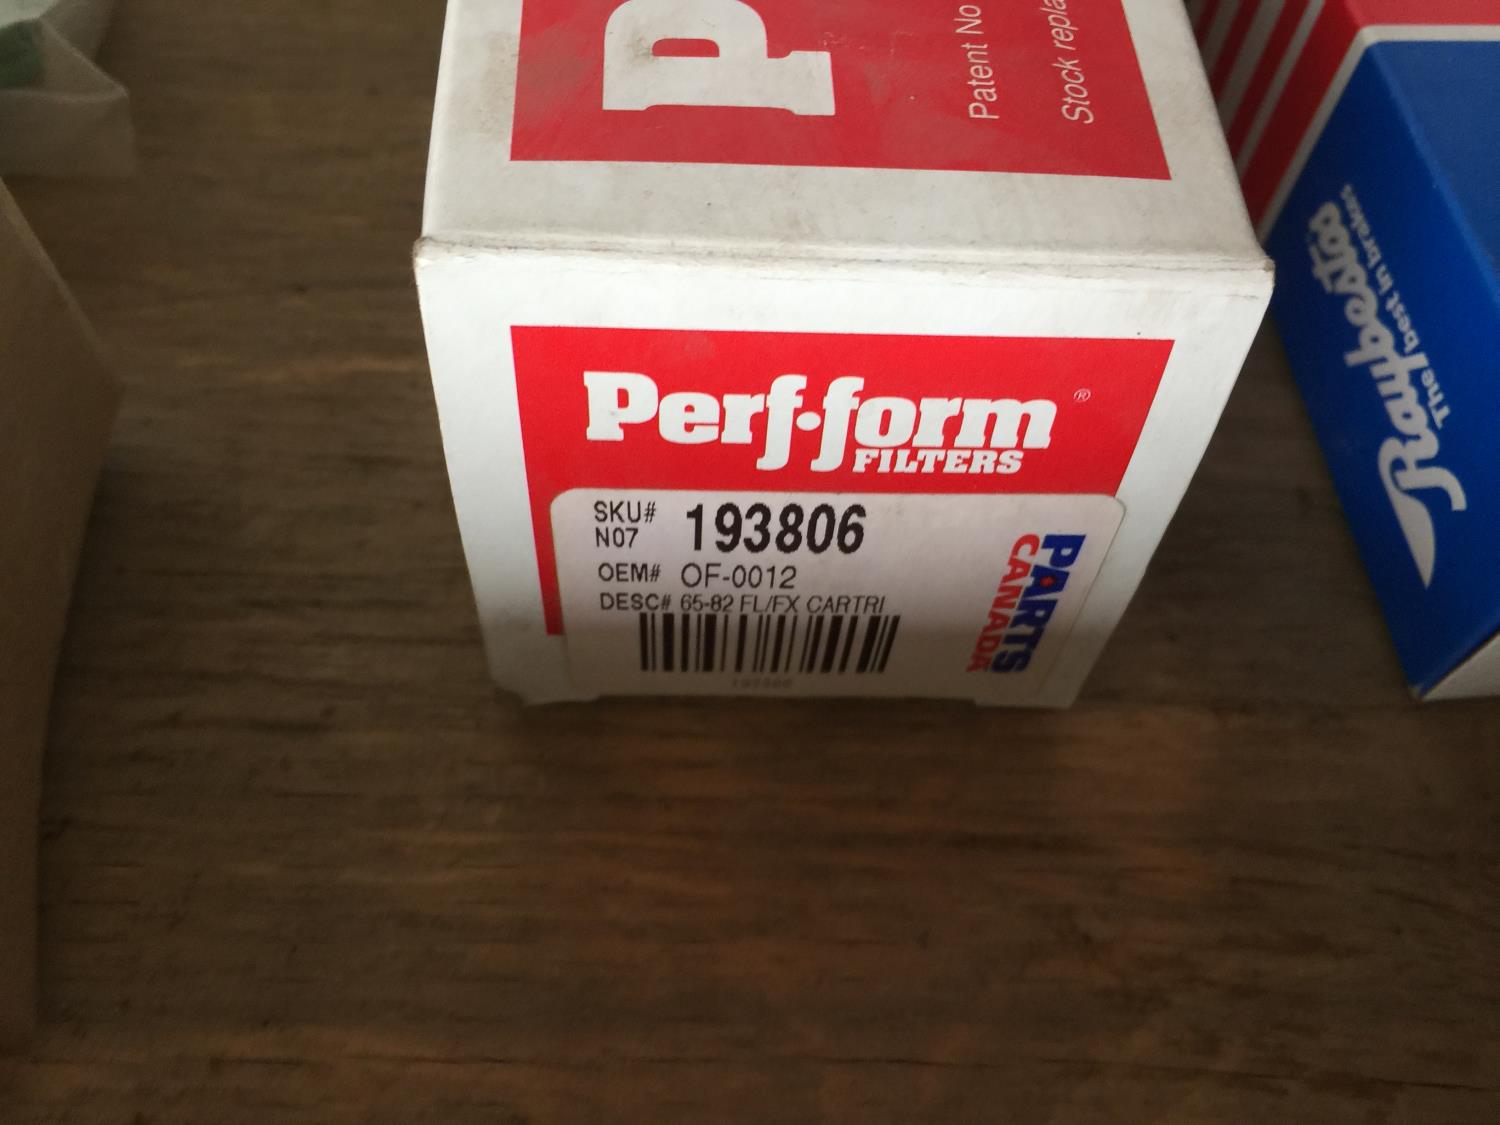 P
Patent No
Stock repla
Perf-form®
FILTERS
SKU# 193806
N07
OEM# OF-0012
DESC# 65-82 FL/FX CARTRI
193806
PARTS
CANADA
Raybestos
The best in brakes